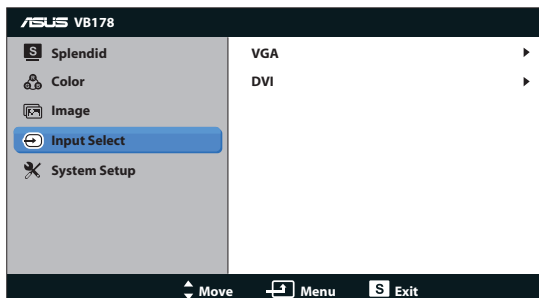 ASUS VB178
S Splendid
Color
Image
Input Select
System Setup
VGA
DVI
Move Menu S Exit